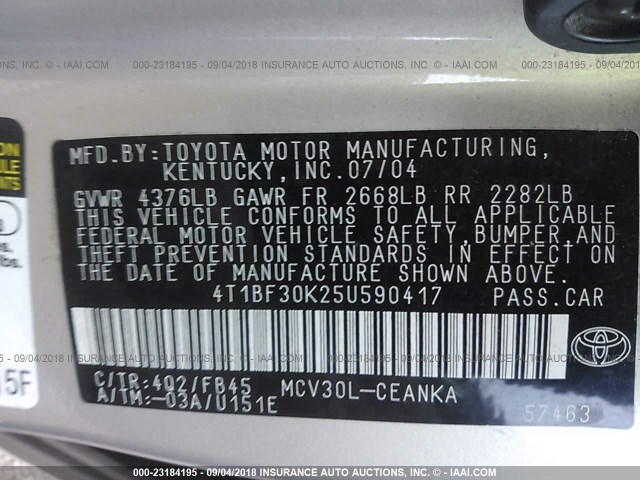 000-23184195 - 09/04/2018 INSURANCE AUTO AUCTIONS, INC. © - IAAI.COM
MFD.BY:TOYOTA MOTOR MANUFACTURING,
KENTUCKY,INC.07/04
GVWR 4376LB GAWR FR 2668LB RR 2282LB
THIS VEHICLE CONFORMS TO ALL APPLICABLE
FEDERAL MOTOR VEHICLE SAFETY,BUMPER,AND
THEFT PREVENTION STANDARDS IN EFFECT ON
THE DATE OF MANUFACTURE SHOWN ABOVE.
4T1BF30K25U590417 PASS.CAR
C/TR:4Q2/FB45 MCV30L-CEANKA
A/TM:-03A/U151E
57463
TOYOTA
15F
000-23184195 - 09/04/2018 INSURANCE AUTO AUCTIONS, INC. © - IAAI.COM